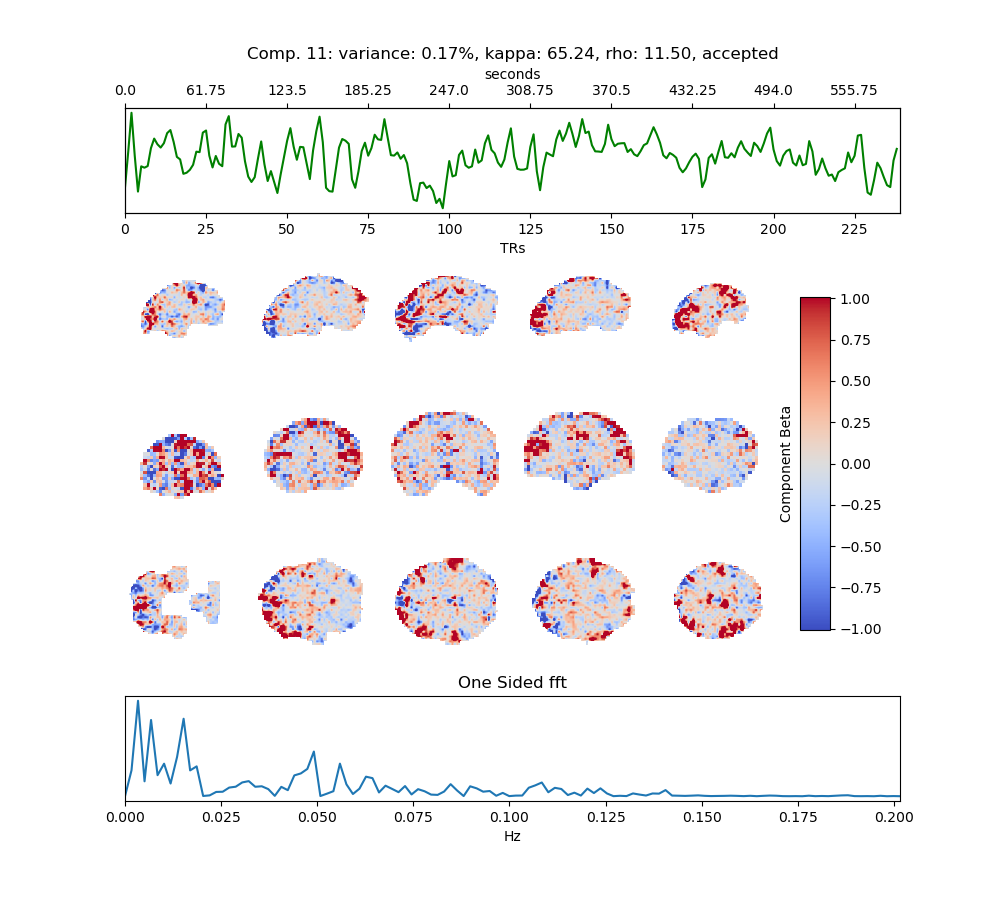 Comp. 11: variance: 0.17%, kappa: 65.24, rho: 11.50, accepted
seconds
0.0 61.75 123.5 185.25 247.0 308.75 370.5 432.25 494.0 555.75
0 25 50 75 100 125 150 175 200 225
TRs
1.00
0.75
0.50
0.25
0.00
−0.25
−0.50
−0.75
−1.00
Component Beta
One Sided fft
0.000 0.025 0.050 0.075 0.100 0.125 0.150 0.175 0.200
Hz